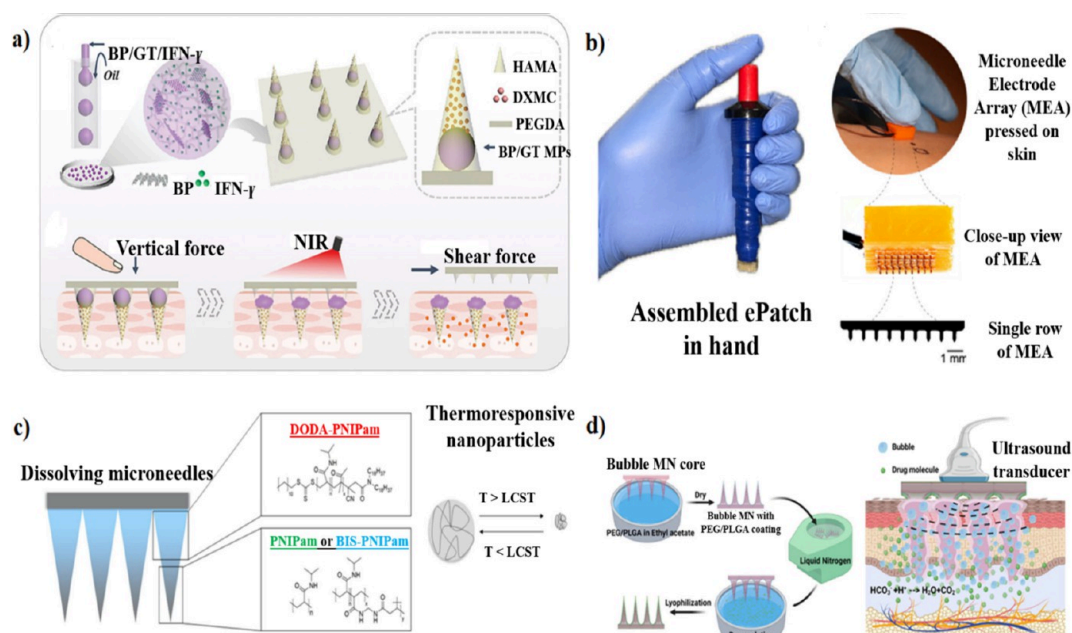 a)
BP/GT/IFN-γ
Oil
BP
IFN-γ
HAMA
DXMC
PEGDA
BP/GT MPs
Vertical force
NIR
Shear force
b)
Assembled ePatch
in hand
Microneedle
Electrode
Array (MEA)
pressed on
skin
Close-up view
of MEA
Single row
of MEA
1 mm
c)
Dissolving microneedles
DODA-PNIPam
PNIPam or BIS-PNIPam
Thermoresponsive
nanoparticles
T > LCST
T < LCST
d)
Bubble MN core
PEG/PLGA in Ethyl acetate
Dry
Bubble MN with
PEG/PLGA coating
Liquid Nitrogen
Lyophilization
Bubble
Drug molecule
Ultrasound
transducer
HCO₃⁻+H⁺→H₂O+CO₂